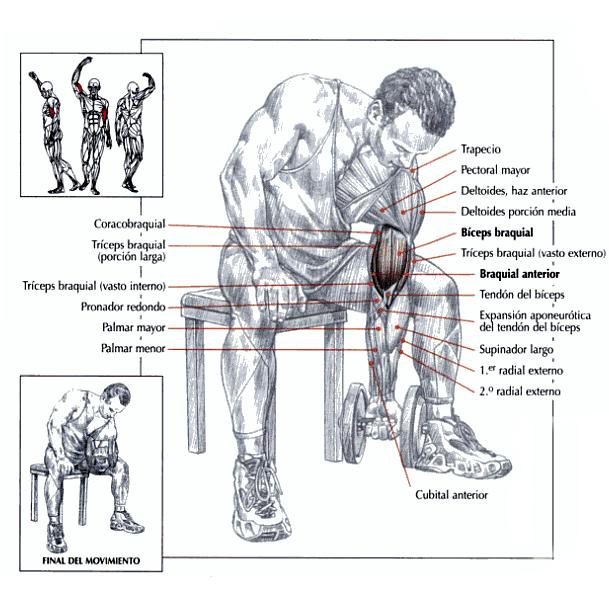 Trapecio
Pectoral mayor
Deltoides, haz anterior
Deltoides porción media
Bíceps braquial
Tríceps braquial (vasto externo)
Braquial anterior
Tendón del bíceps
Expansión aponeurótica
del tendón del bíceps
Supinador largo
1.er radial externo
2.º radial externo
Coracobraquial
Tríceps braquial
(porción larga)
Tríceps braquial (vasto interno)
Pronador redondo
Palmar mayor
Palmar menor
Cubital anterior
FINAL DEL MOVIMIENTO